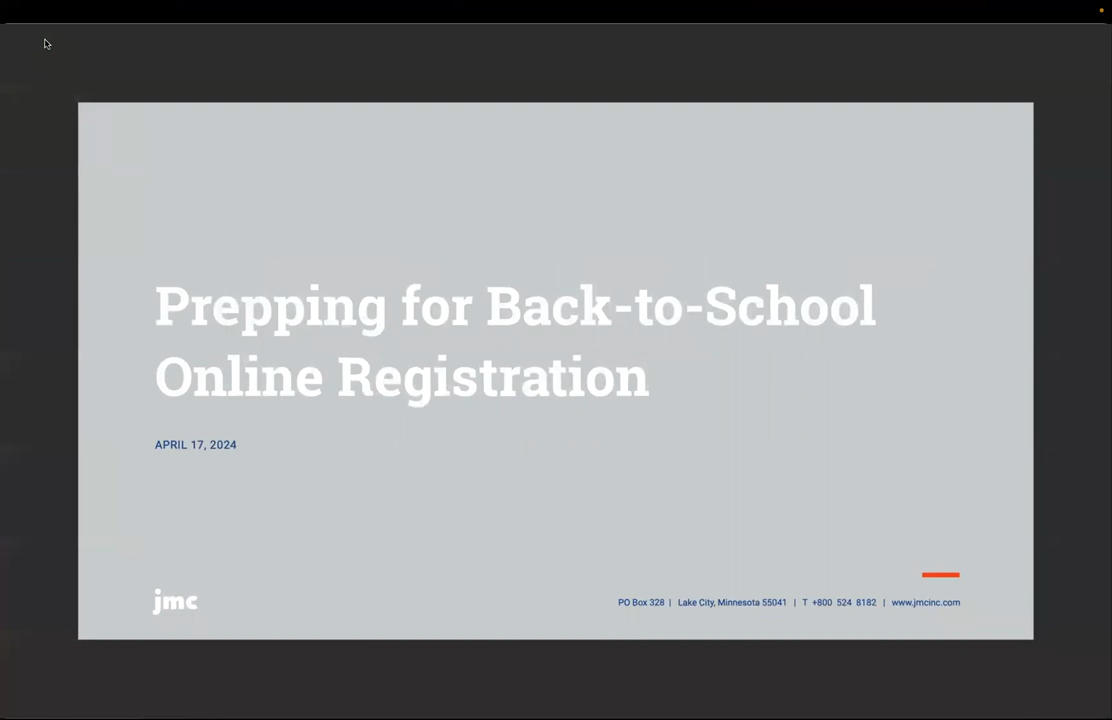 Prepping for Back-to-School
Online Registration
APRIL 17, 2024
jmc
PO Box 328 | Lake City, Minnesota 55041 | T +800 524 8182 | www.jmcinc.com